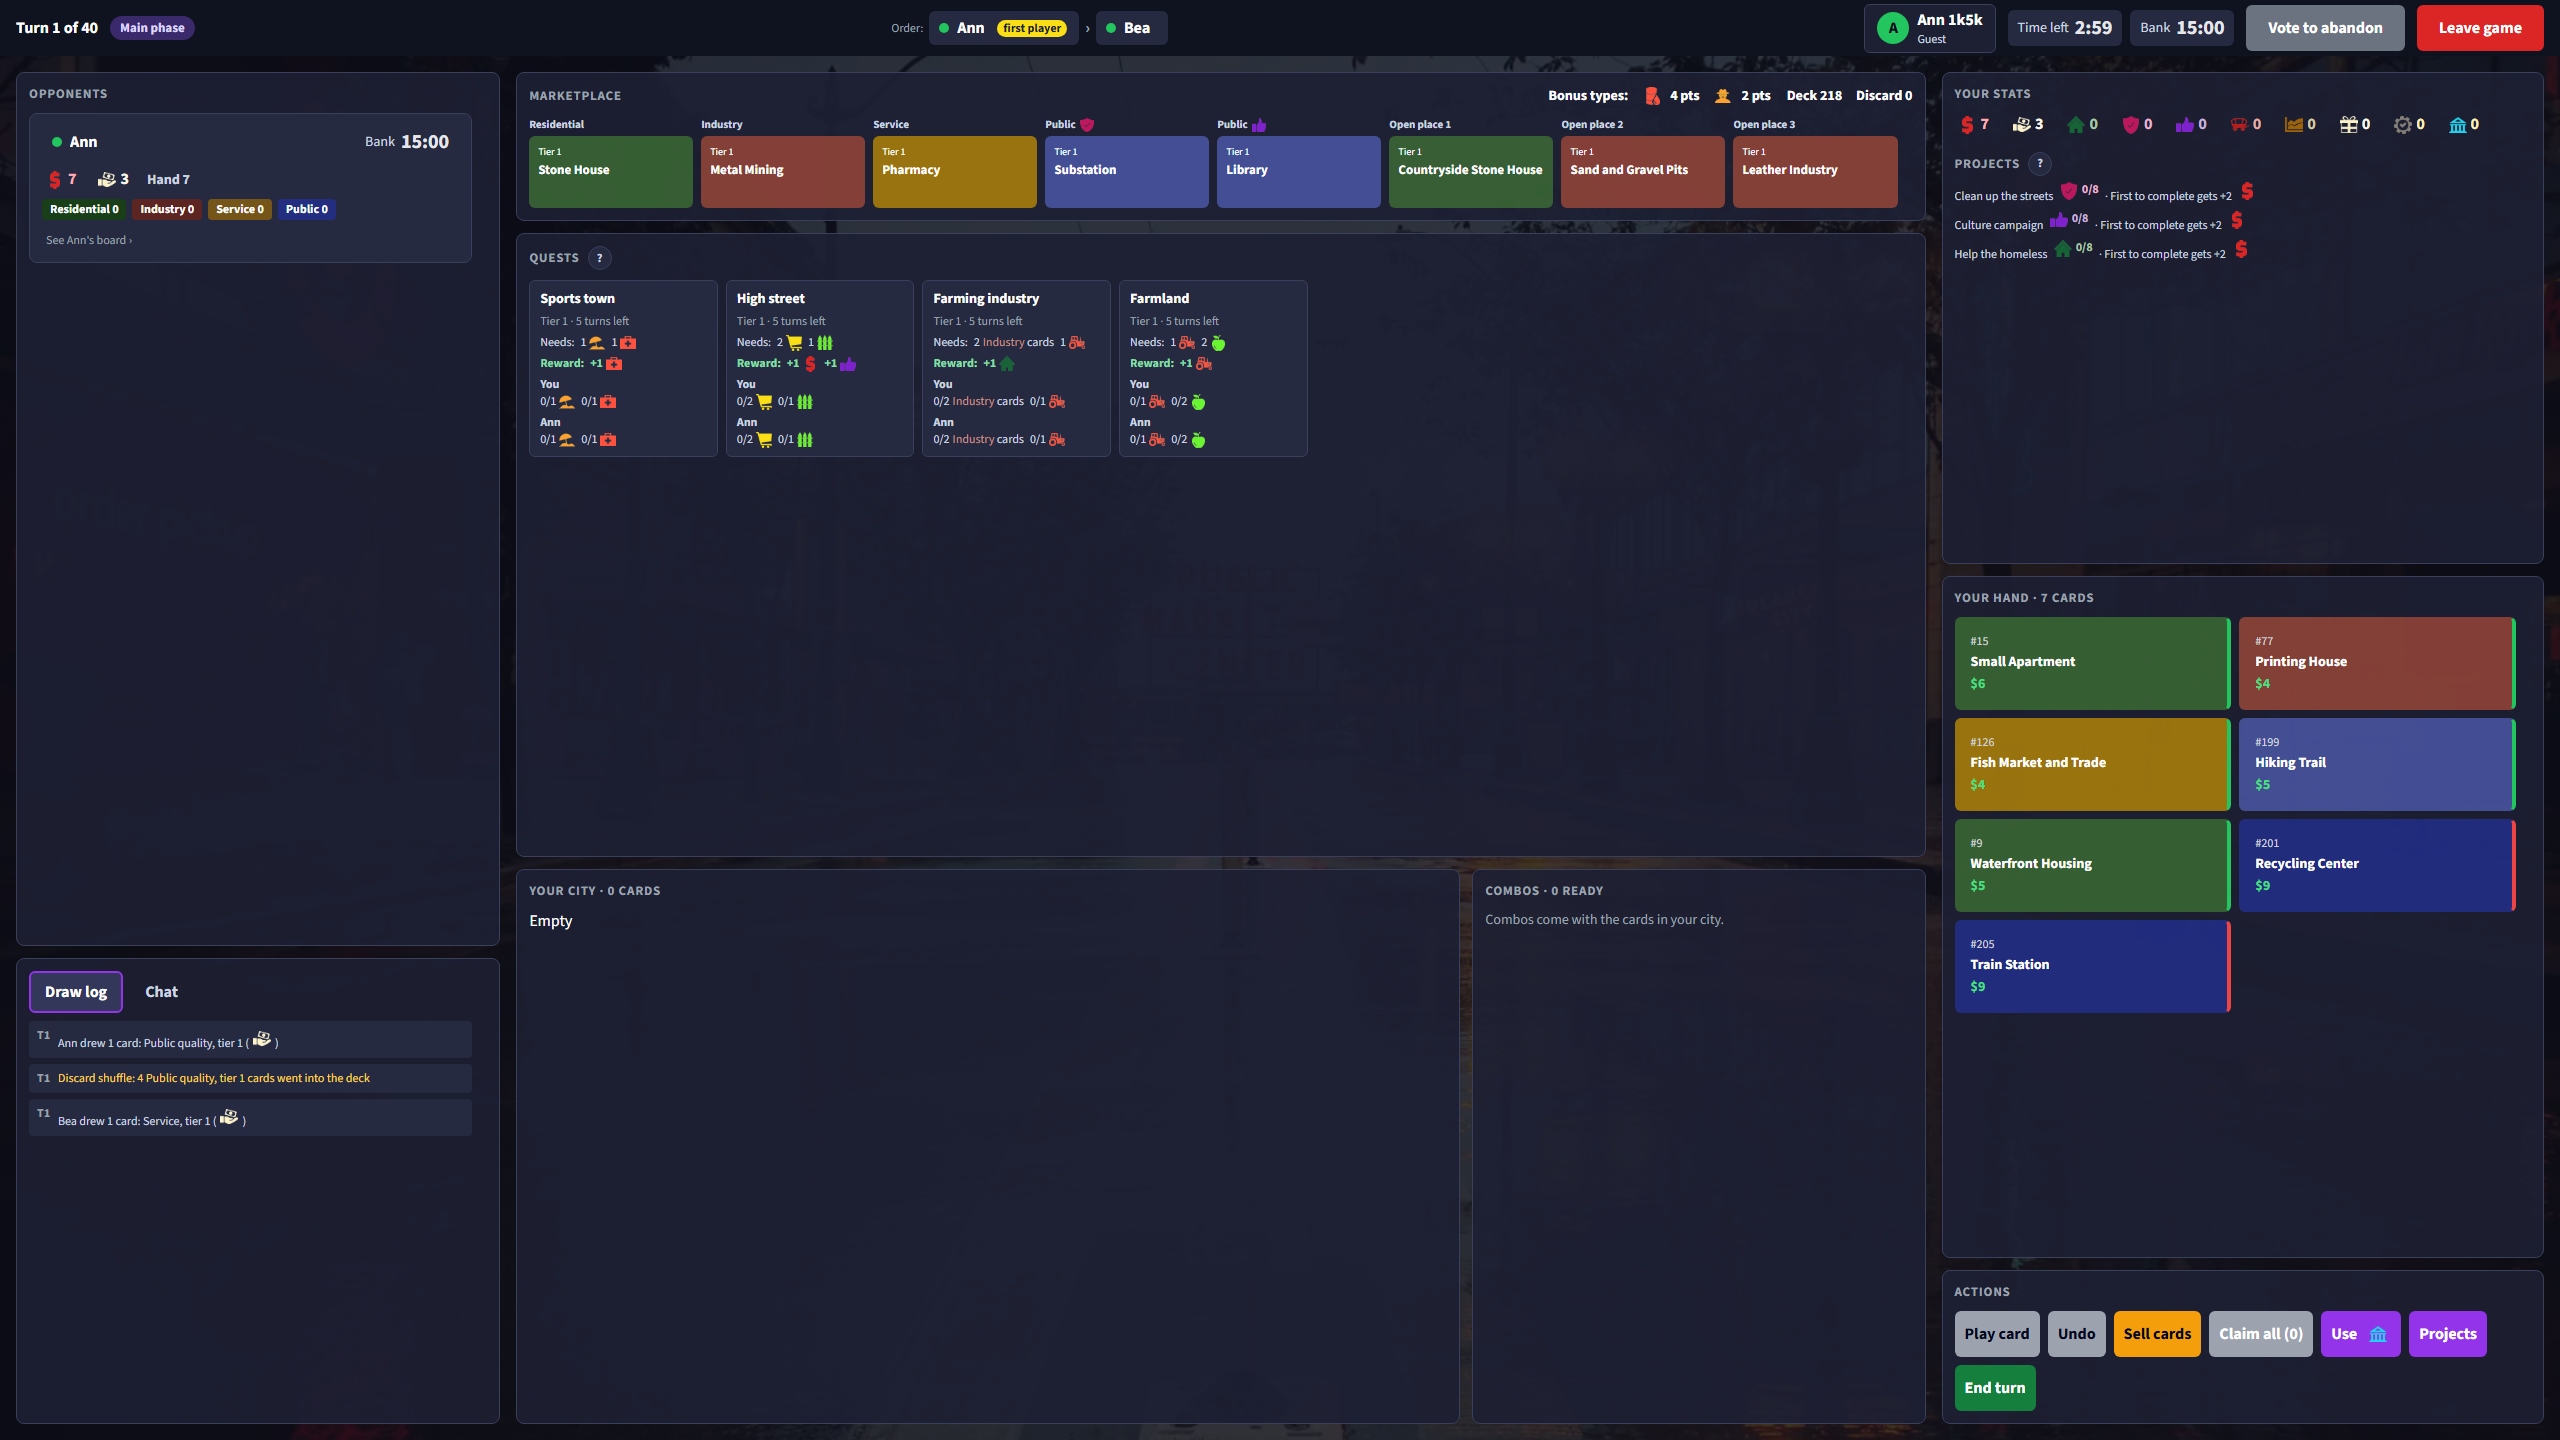 Turn 1 of 40 Main phase
Order: Ann first player › Bea
A Ann 1k5k
Guest
Time left 2:59
Bank 15:00
Vote to abandon
Leave game
OPPONENTS
Ann Bank 15:00
7 3 Hand 7
Residential 0 Industry 0 Service 0 Public 0
See Ann's board ›
MARKETPLACE
Bonus types: 4 pts 2 pts Deck 218 Discard 0
Residential
Tier 1
Stone House
Industry
Tier 1
Metal Mining
Service
Tier 1
Pharmacy
Public
Tier 1
Substation
Public
Tier 1
Library
Open place 1
Tier 1
Countryside Stone House
Open place 2
Tier 1
Sand and Gravel Pits
Open place 3
Tier 1
Leather Industry
QUESTS ?
Sports town
Tier 1 · 5 turns left
Needs: 1 1
Reward: +1
You
0/1 0/1
Ann
0/1 0/1
High street
Tier 1 · 5 turns left
Needs: 2 1
Reward: +1 +1
You
0/2 0/1
Ann
0/2 0/1
Farming industry
Tier 1 · 5 turns left
Needs: 2 Industry cards 1
Reward: +1
You
0/2 Industry cards 0/1
Ann
0/2 Industry cards 0/1
Farmland
Tier 1 · 5 turns left
Needs: 1 2
Reward: +1
You
0/1 0/2
Ann
0/1 0/2
YOUR STATS
7 3 0 0 0 0 0 0 0 0
PROJECTS ?
Clean up the streets 0/8 · First to complete gets +2
Culture campaign 0/8 · First to complete gets +2
Help the homeless 0/8 · First to complete gets +2
YOUR HAND · 7 CARDS
#15
Small Apartment
$6
#77
Printing House
$4
#126
Fish Market and Trade
$4
#199
Hiking Trail
$5
#9
Waterfront Housing
$5
#201
Recycling Center
$9
#205
Train Station
$9
Draw log Chat
T1 Ann drew 1 card: Public quality, tier 1 ( )
T1 Discard shuffle: 4 Public quality, tier 1 cards went into the deck
T1 Bea drew 1 card: Service, tier 1 ( )
YOUR CITY · 0 CARDS
Empty
COMBOS · 0 READY
Combos come with the cards in your city.
ACTIONS
Play card Undo Sell cards Claim all (0) Use Projects
End turn